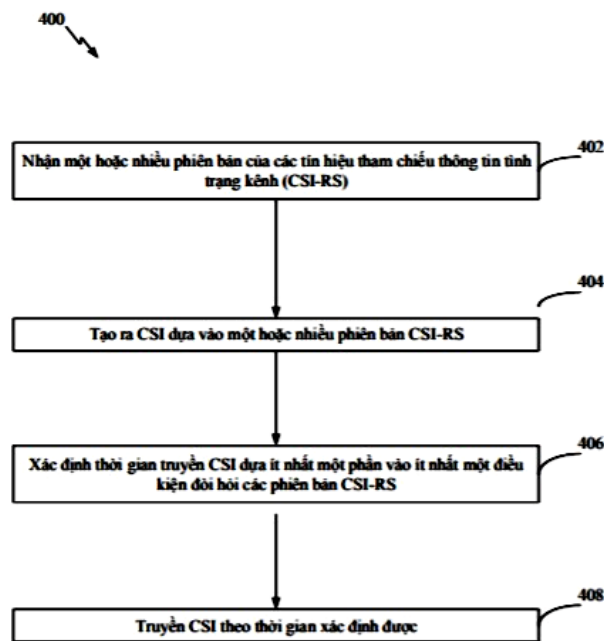 400
Nhận một hoặc nhiều phiên bản của các tín hiệu tham chiếu thông tin tình
trạng kênh (CSI-RS)
402
404
Tạo ra CSI dựa vào một hoặc nhiều phiên bản CSI-RS
406
Xác định thời gian truyền CSI dựa ít nhất một phần vào ít nhất một điều
kiện đòi hỏi các phiên bản CSI-RS
408
Truyền CSI theo thời gian xác định được